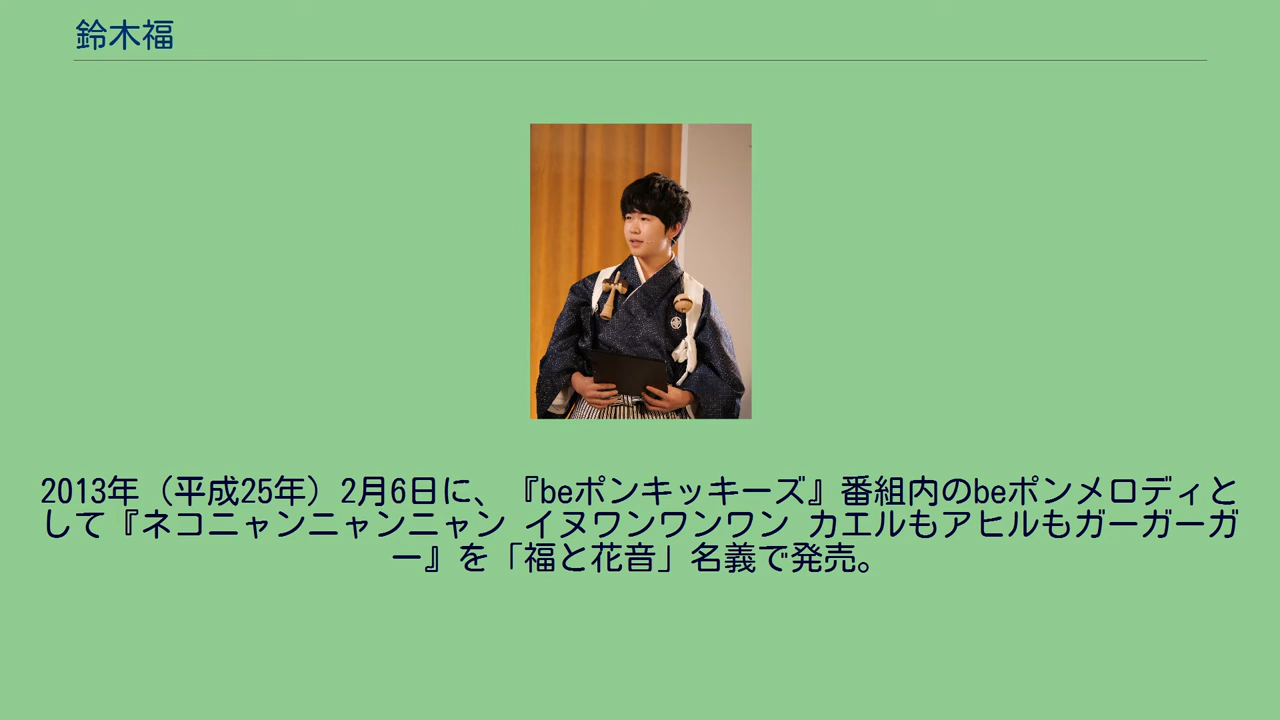 鈴木福
2013年（平成25年）2月6日に、『beポンキッキーズ』番組内のbeポンメロディと
して『ネコニャンニャンニャン イヌワンワンワン カエルもアヒルもガーガーガ
ー』を「福と花音」名義で発売。